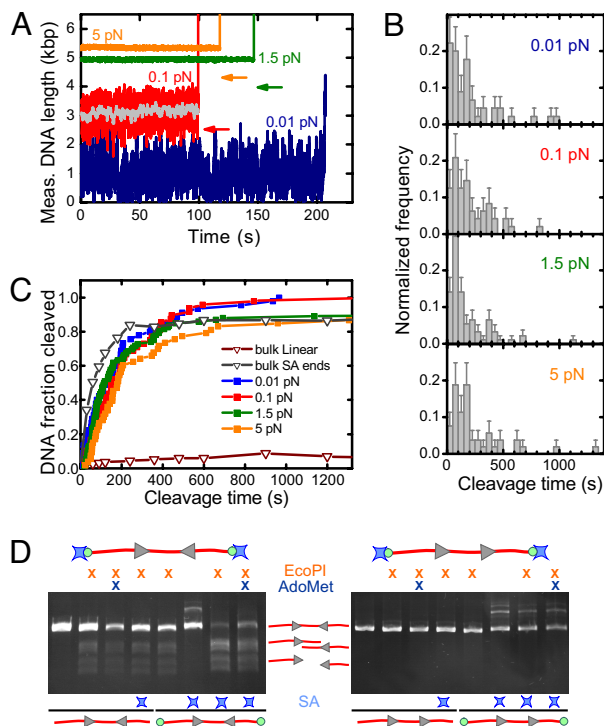 A
Meas. DNA length (kbp)
6
5
4
3
2
1
0
5 pN
1.5 pN
0.1 pN
0.01 pN
0
50
100
150
200
Time (s)
B
Normalized frequency
0.2
0.1
0.0
0.01 pN
0.2
0.1
0.0
0.1 pN
0.2
0.1
0.0
1.5 pN
0.2
0.1
0.0
5 pN
0
500
1000
Cleavage time (s)
C
DNA fraction cleaved
1.0
0.8
0.6
0.4
0.2
0.0
bulk Linear
bulk SA ends
0.01 pN
0.1 pN
1.5 pN
5 pN
0
200
400
600
800
1000
1200
Cleavage time (s)
D
x x x x x x EcoPI x x x x x x
x x AdoMet x x
SA